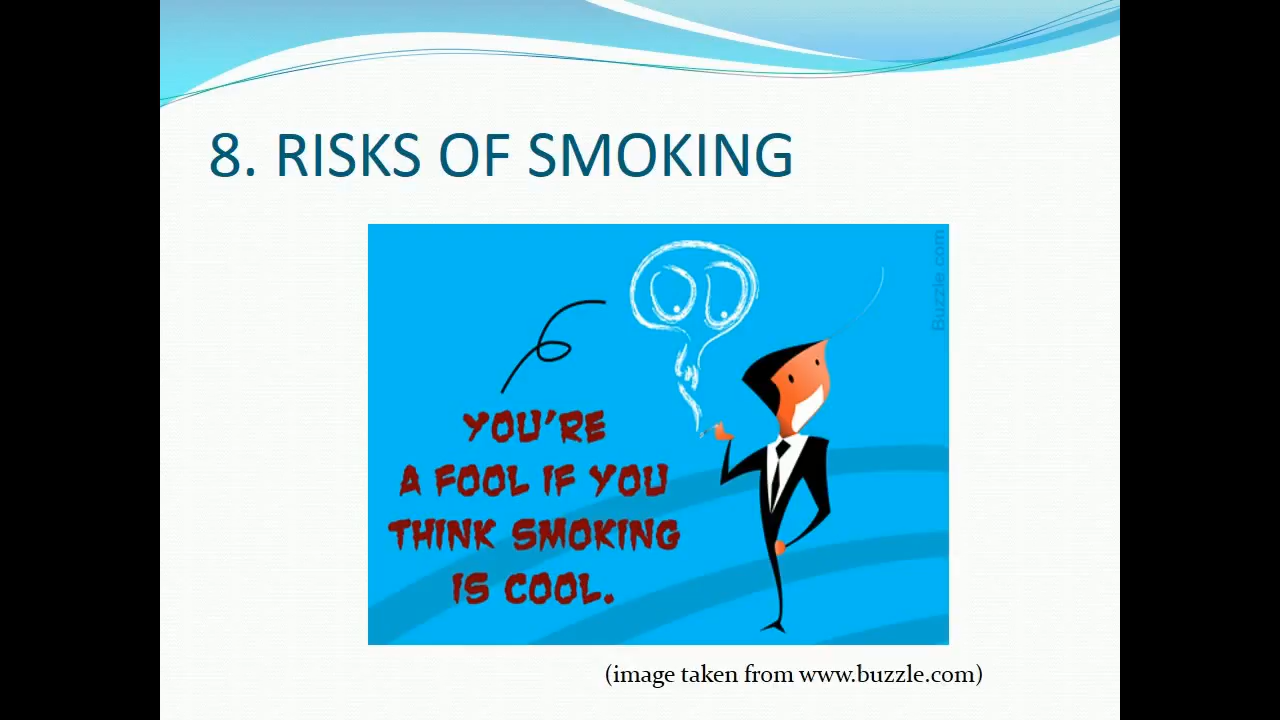 8. RISKS OF SMOKING
Buzzle.com
YOU'RE
A FOOL IF YOU
THINK SMOKING
IS COOL.
(image taken from www.buzzle.com)